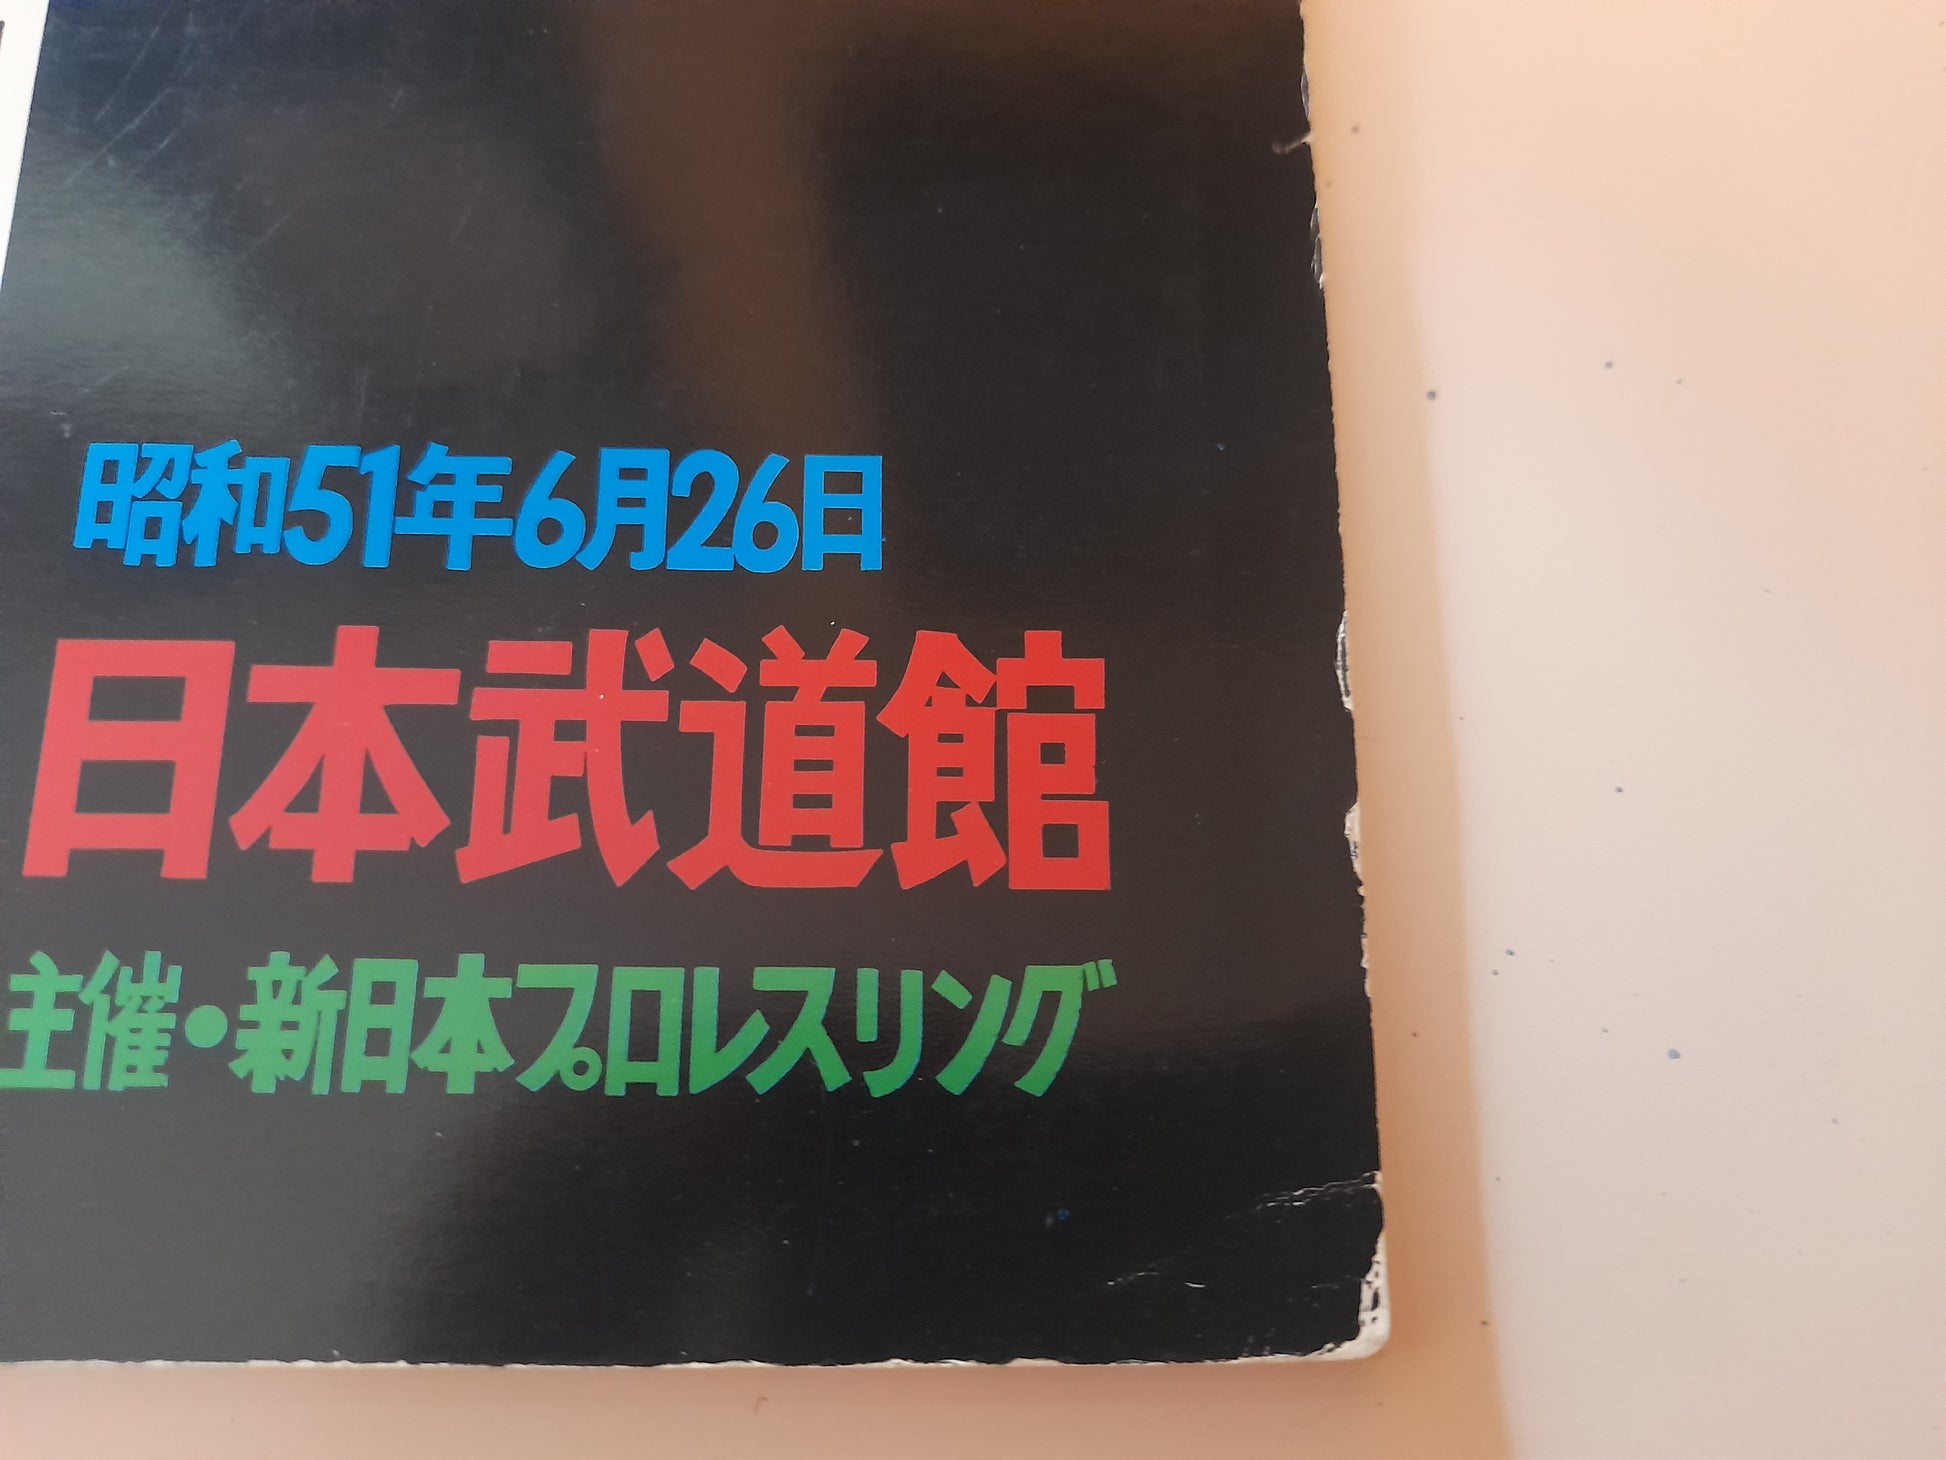 昭和51年6月26日
日本武道館
主催・新日本プロレスリング